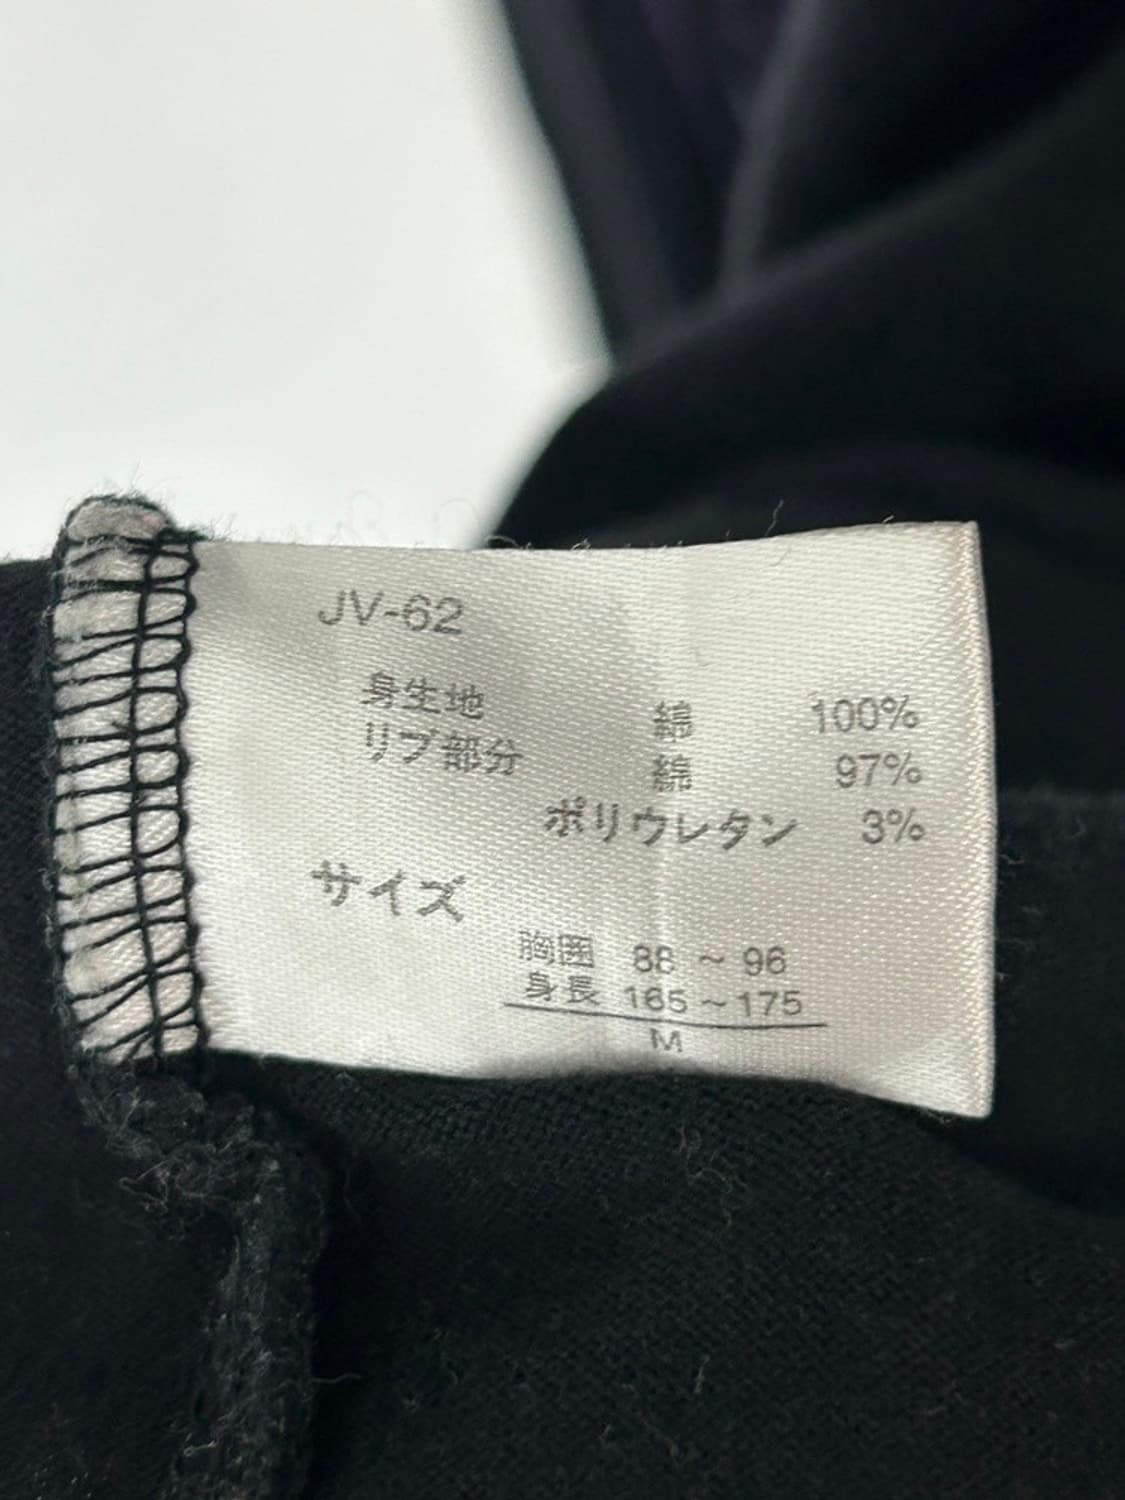 JV-62
身生地 綿 100%
リブ部分 綿 97%
ポリウレタン 3%
サイズ
胸囲 88 ~ 96
身長 165 ~ 175
M